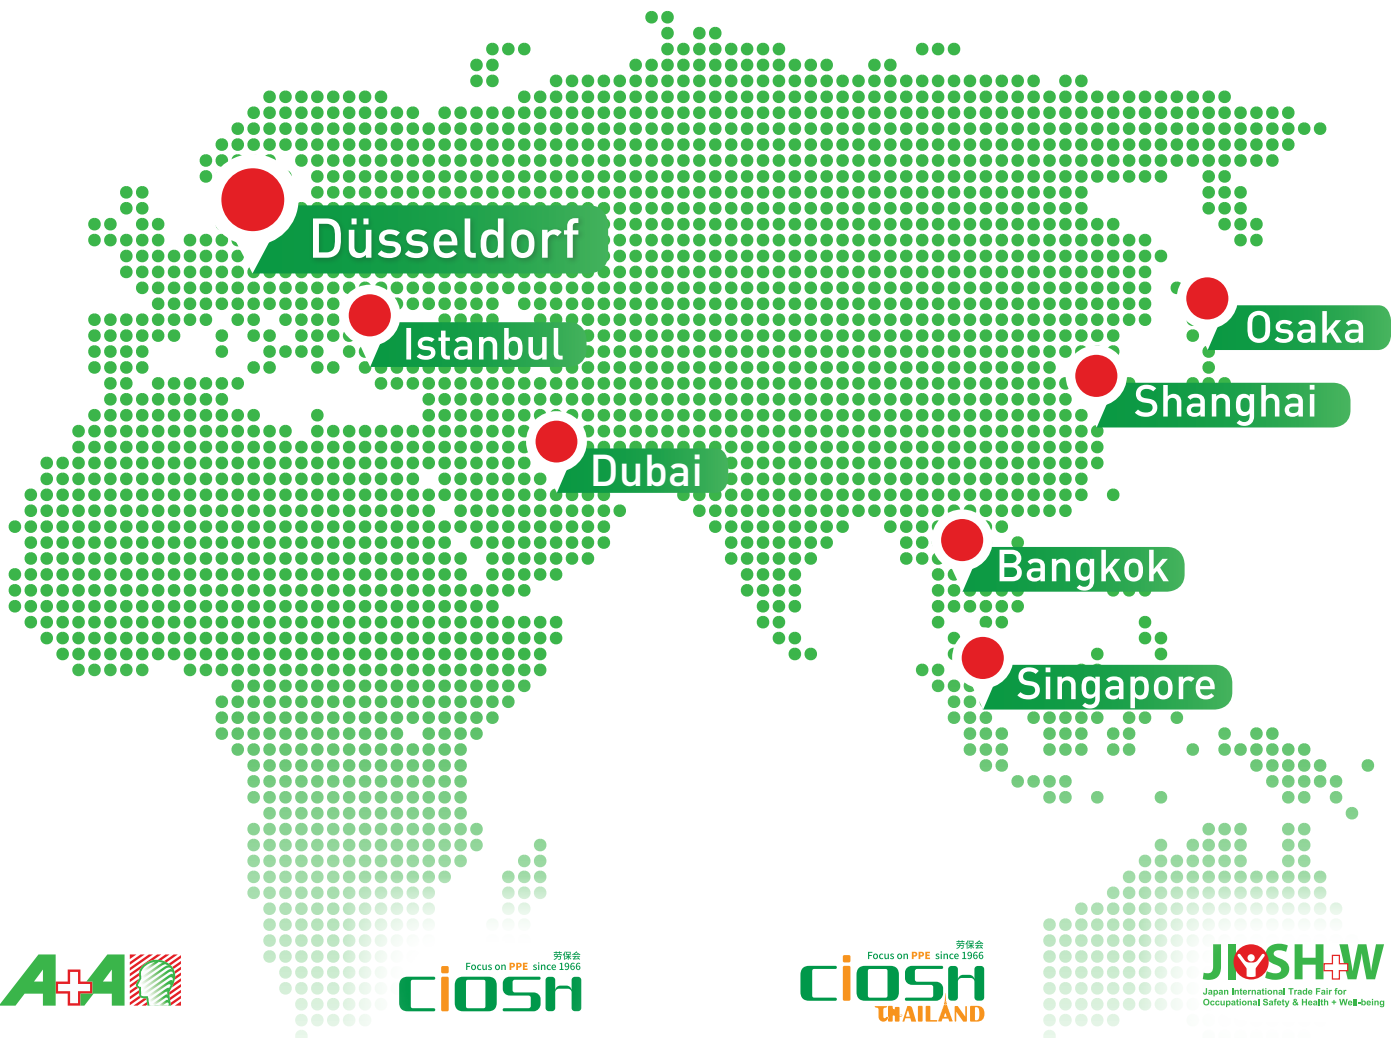 Düsseldorf
Istanbul
Osaka
Shanghai
Dubai
Bangkok
Singapore
A+A
劳保会
Focus on PPE since 1966
CIOSH
劳保会
Focus on PPE since 1966
CIOSH
THAILAND
JIOSH+W
Japan International Trade Fair for
Occupational Safety & Health + Well-being